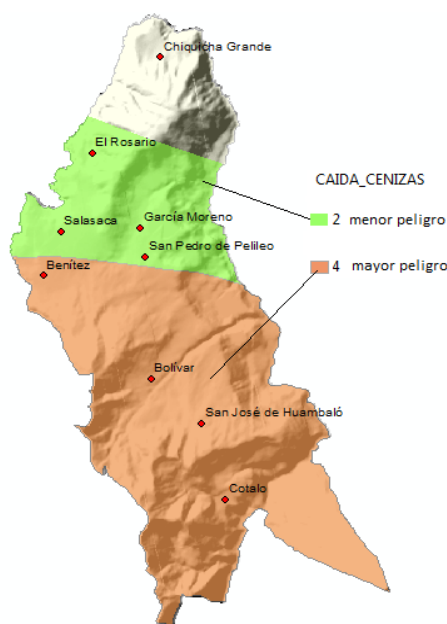 Chiquicha Grande
El Rosario
CAIDA_CENIZAS
Salasaca
García Moreno
2 menor peligro
San Pedro de Pelileo
Benítez
4 mayor peligro
Bolívar
San José de Huambaló
Cotalo